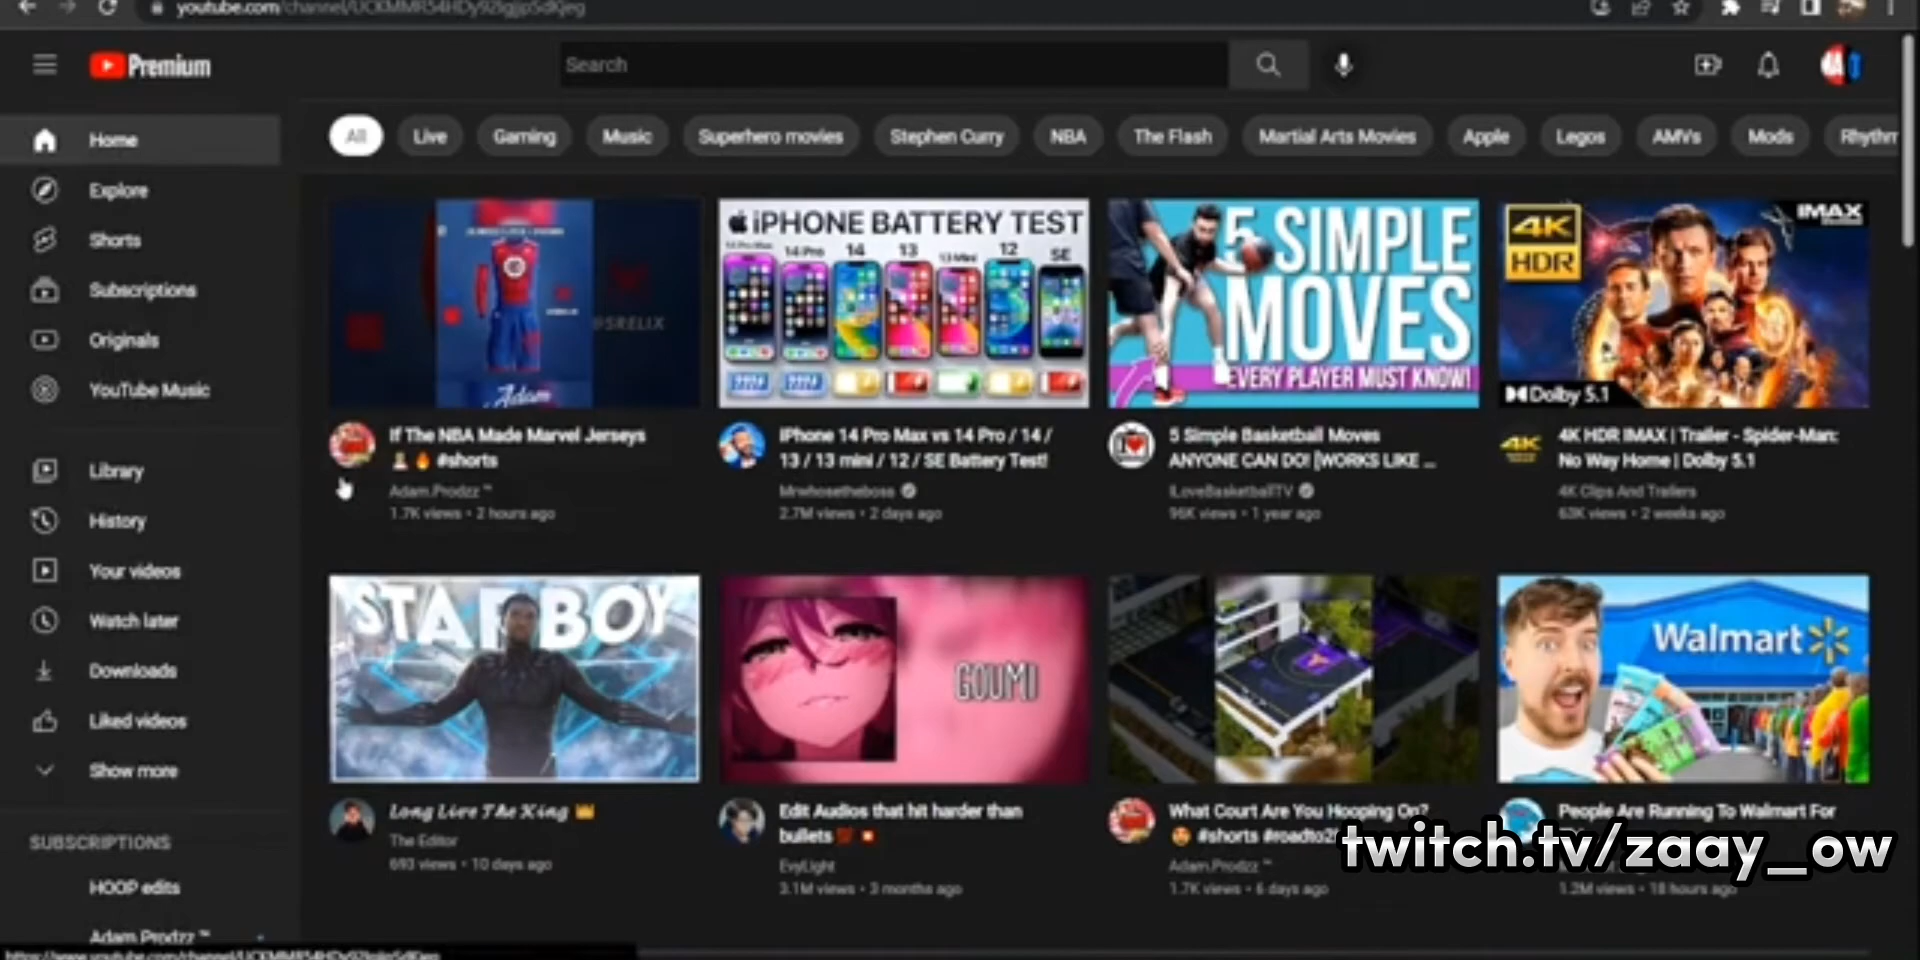 youtube.com/channel/
Premium
Search
Home
Explore
Shorts
Subscriptions
Originals
YouTube Music
Library
History
Your videos
Watch later
Downloads
Liked videos
Show more
SUBSCRIPTIONS
HOOP edits
Adam Prodzz ™
All Live Gaming Music Superhero movies Stephen Curry NBA The Flash Martial Arts Movies Apple Legos AMVs Mods Rhythm
Adam
SRELIX
iPHONE BATTERY TEST
14 Pro Max 14 Pro 14 13 13 Mini 12 SE
5 SIMPLE
MOVES
EVERY PLAYER MUST KNOW!
4K
HDR
IMAX
Dolby 5.1
If The NBA Made Marvel Jerseys
#shorts
Adam.Prodzz ™
1.7K views • 2 hours ago
iPhone 14 Pro Max vs 14 Pro / 14 /
13 / 13 mini / 12 / SE Battery Test!
Mrwhosetheboss
2.7M views • 2 days ago
5 Simple Basketball Moves
ANYONE CAN DO! [WORKS LIKE ...
ILoveBasketballTV
96K views • 1 year ago
4K HDR IMAX | Trailer - Spider-Man:
No Way Home | Dolby 5.1
4K Clips And Trailers
63K views • 2 weeks ago
STARBOY
GOUMI
Walmart
Long Live The King
The Editor
693 views • 10 days ago
Edit Audios that hit harder than
bullets
EvyLight
3.1M views • 3 months ago
What Court Are You Hooping On?
#shorts
Adam.Prodzz ™
1.7K views • 6 days ago
People Are Running To Walmart For
1.2M views • 18 hours ago
twitch.tv/zaay_ow